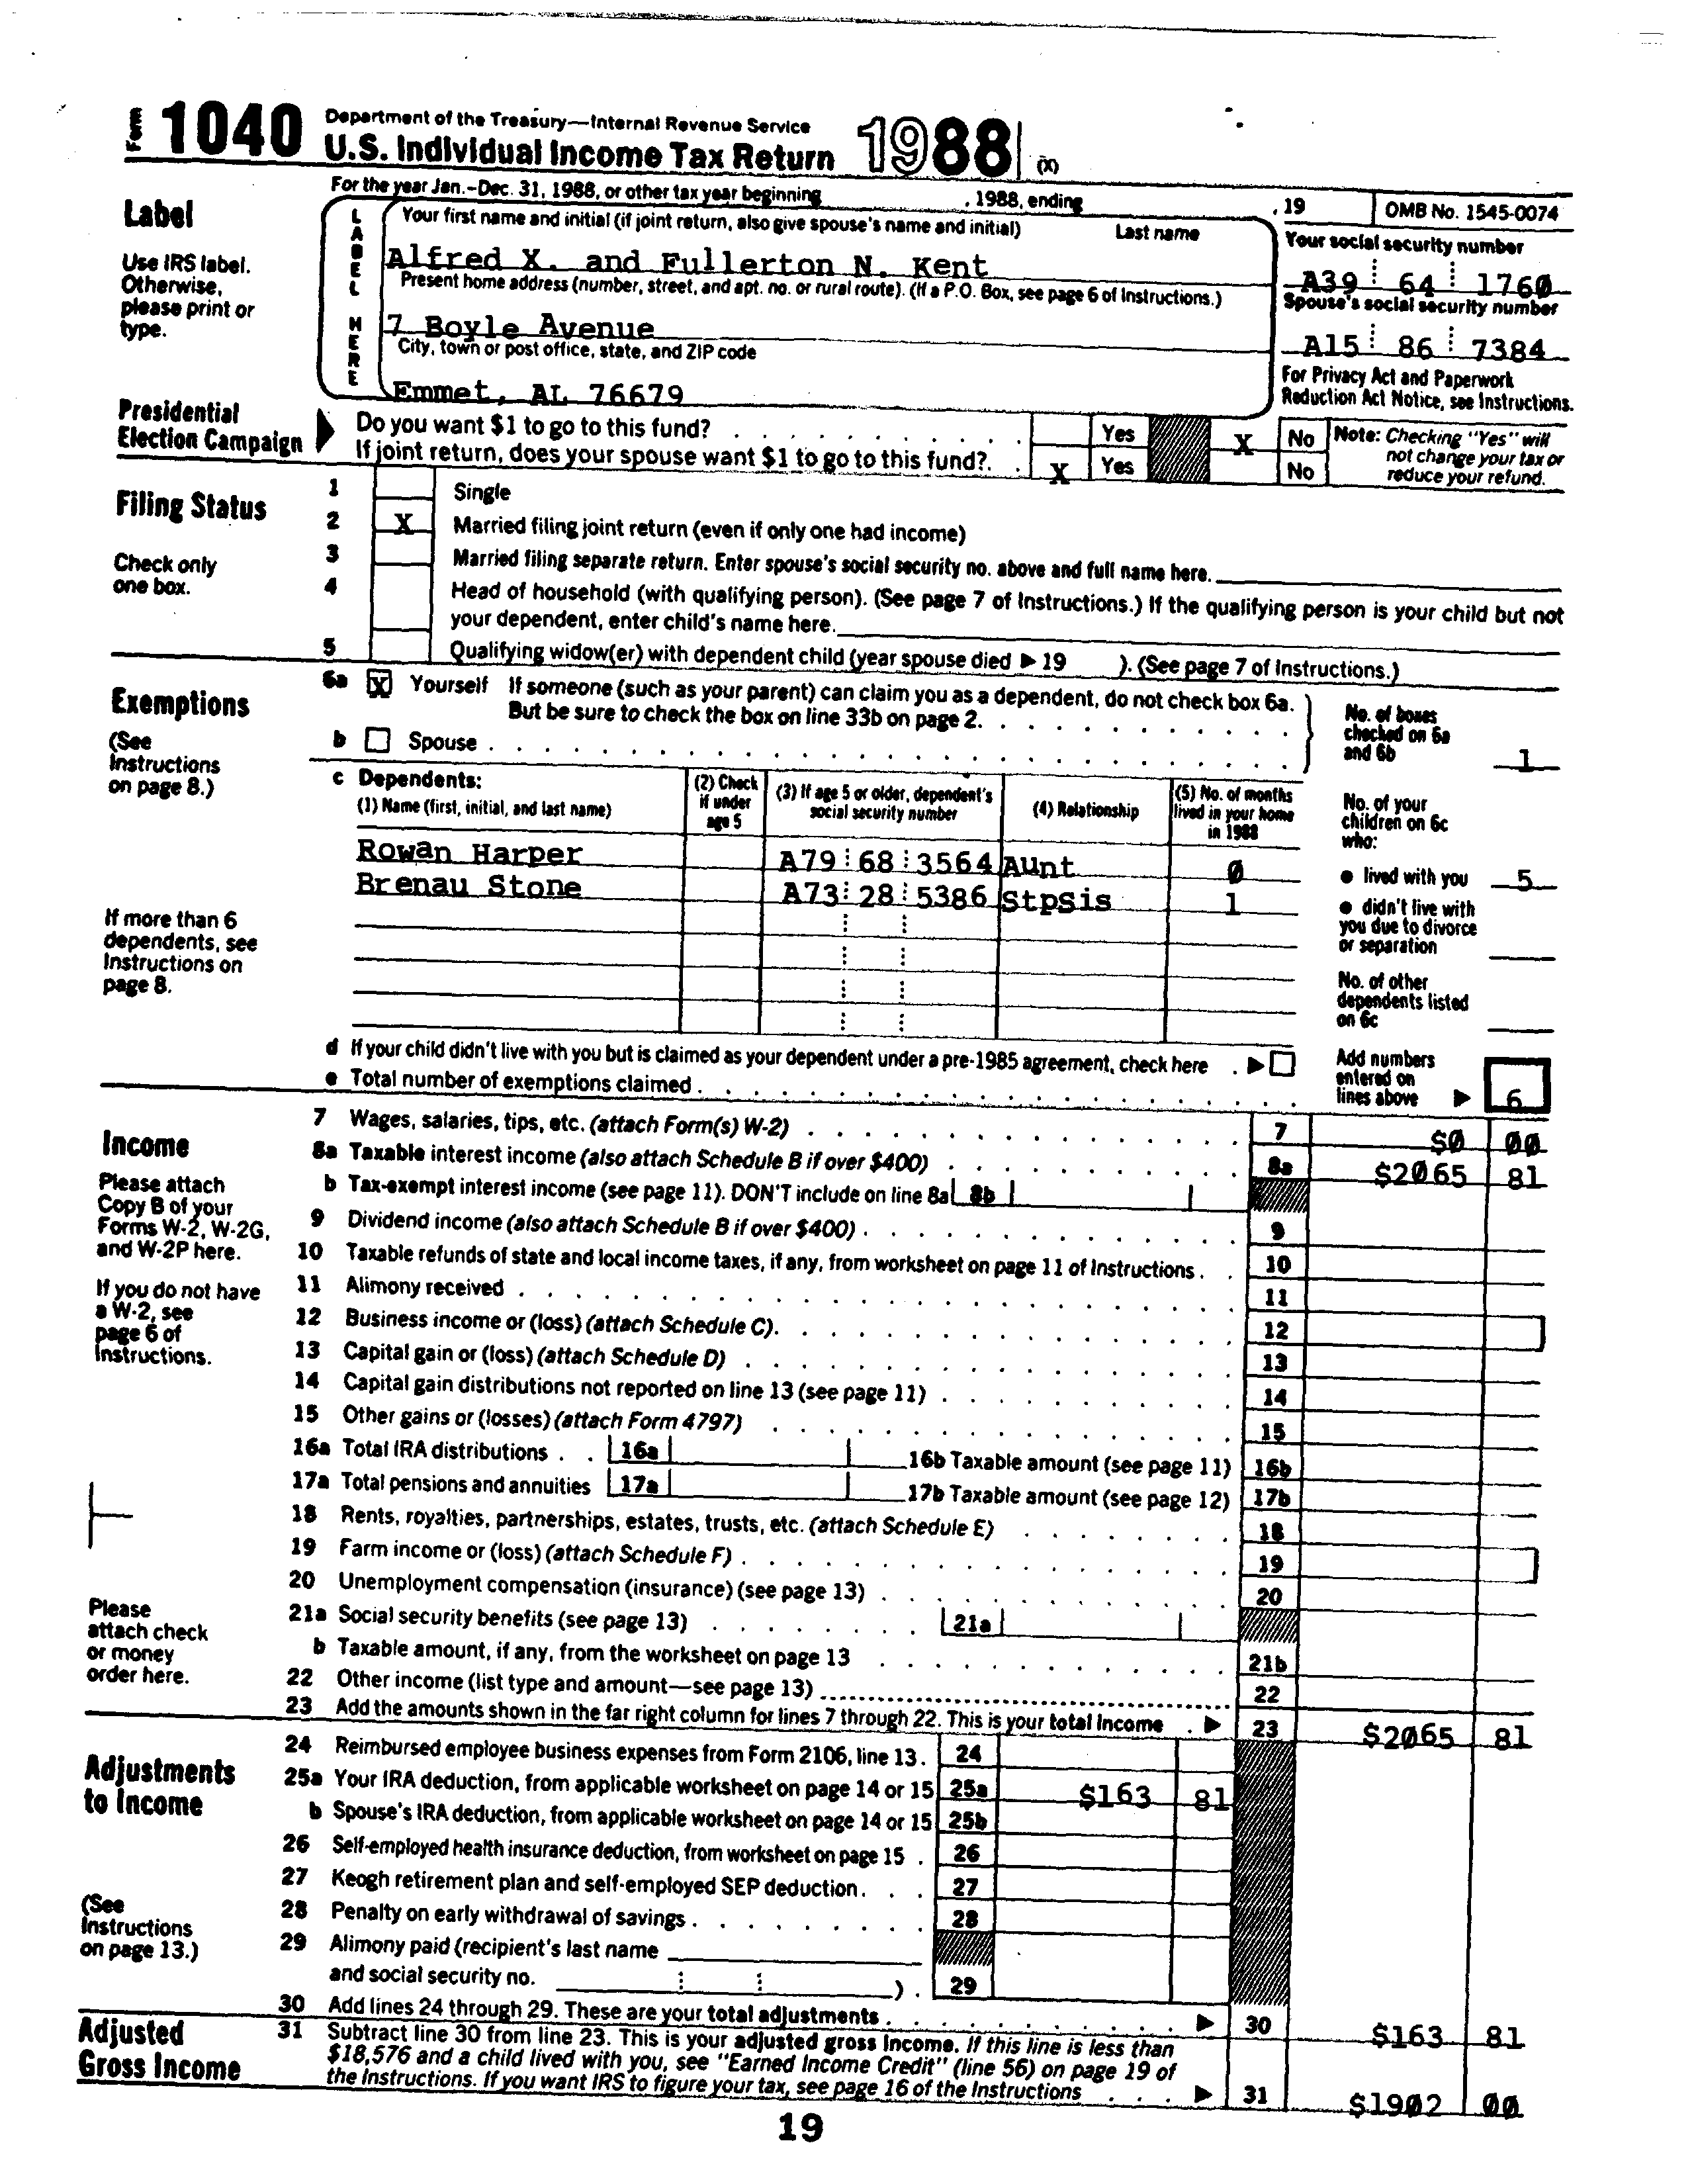 Form 1040 Department of the Treasury—Internal Revenue Service
U.S. Individual Income Tax Return 1988 (X)
For the year Jan.–Dec. 31, 1988, or other tax year beginning , 1988, ending , 19 OMB No. 1545-0074
Label
Use IRS label. Otherwise, please print or type.
LABEL HERE
Your first name and initial (if joint return, also give spouse's name and initial) Last name
Alfred X. and Fullerton N. Kent
Your social security number
A39 64 1760
Present home address (number, street, and apt. no. or rural route). (If a P.O. Box, see page 6 of Instructions.)
7 Boyle Avenue
Spouse's social security number
A15 86 7384
City, town or post office, state, and ZIP code
Emmet, AL 76679
For Privacy Act and Paperwork Reduction Act Notice, see Instructions.
Presidential Election Campaign
Do you want $1 to go to this fund? . . . . Yes X No
If joint return, does your spouse want $1 to go to this fund?. . X Yes No
Note: Checking "Yes" will not change your tax or reduce your refund.
Filing Status
Check only one box.
1 Single
2 X Married filing joint return (even if only one had income)
3 Married filing separate return. Enter spouse's social security no. above and full name here.
4 Head of household (with qualifying person). (See page 7 of Instructions.) If the qualifying person is your child but not
your dependent, enter child's name here.
5 Qualifying widow(er) with dependent child (year spouse died ▶ 19 ). (See page 7 of Instructions.)
Exemptions
(See Instructions on page 8.)
6a X Yourself If someone (such as your parent) can claim you as a dependent, do not check box 6a.
But be sure to check the box on line 33b on page 2.
b Spouse
No. of boxes checked on 6a and 6b 1
c Dependents:
(1) Name (first, initial, and last name) (2) Check if under age 5 (3) If age 5 or older, dependent's social security number (4) Relationship (5) No. of months lived in your home in 1988
Rowan Harper A79 68 3564 Aunt 0
Brenau Stone A73 28 5386 StpSis 1
No. of your children on 6c who:
● lived with you 5
● didn't live with you due to divorce or separation
No. of other dependents listed on 6c
If more than 6 dependents, see Instructions on page 8.
d If your child didn't live with you but is claimed as your dependent under a pre-1985 agreement, check here . ▶
e Total number of exemptions claimed
Add numbers entered on lines above ▶ 6
Income
Please attach Copy B of your Forms W-2, W-2G, and W-2P here.
If you do not have a W-2, see page 6 of Instructions.
Please attach check or money order here.
7 Wages, salaries, tips, etc. (attach Form(s) W-2) 7 $0 00
8a Taxable interest income (also attach Schedule B if over $400) 8a $2065 81
b Tax-exempt interest income (see page 11). DON'T include on line 8a 8b
9 Dividend income (also attach Schedule B if over $400) 9
10 Taxable refunds of state and local income taxes, if any, from worksheet on page 11 of Instructions 10
11 Alimony received 11
12 Business income or (loss) (attach Schedule C) 12
13 Capital gain or (loss) (attach Schedule D) 13
14 Capital gain distributions not reported on line 13 (see page 11) 14
15 Other gains or (losses) (attach Form 4797) 15
16a Total IRA distributions 16a 16b Taxable amount (see page 11) 16b
17a Total pensions and annuities 17a 17b Taxable amount (see page 12) 17b
18 Rents, royalties, partnerships, estates, trusts, etc. (attach Schedule E) 18
19 Farm income or (loss) (attach Schedule F) 19
20 Unemployment compensation (insurance) (see page 13) 20
21a Social security benefits (see page 13) 21a
b Taxable amount, if any, from the worksheet on page 13 21b
22 Other income (list type and amount—see page 13) 22
23 Add the amounts shown in the far right column for lines 7 through 22. This is your total income . ▶ 23 $2065 81
Adjustments to Income
(See Instructions on page 13.)
24 Reimbursed employee business expenses from Form 2106, line 13. 24
25a Your IRA deduction, from applicable worksheet on page 14 or 15 25a $163 81
b Spouse's IRA deduction, from applicable worksheet on page 14 or 15 25b
26 Self-employed health insurance deduction, from worksheet on page 15 . 26
27 Keogh retirement plan and self-employed SEP deduction. 27
28 Penalty on early withdrawal of savings 28
29 Alimony paid (recipient's last name
and social security no. ) . 29
30 Add lines 24 through 29. These are your total adjustments ▶ 30 $163 81
Adjusted Gross Income
31 Subtract line 30 from line 23. This is your adjusted gross income. If this line is less than
$18,576 and a child lived with you, see "Earned Income Credit" (line 56) on page 19 of
the Instructions. If you want IRS to figure your tax, see page 16 of the Instructions ▶ 31 $1902 00
19